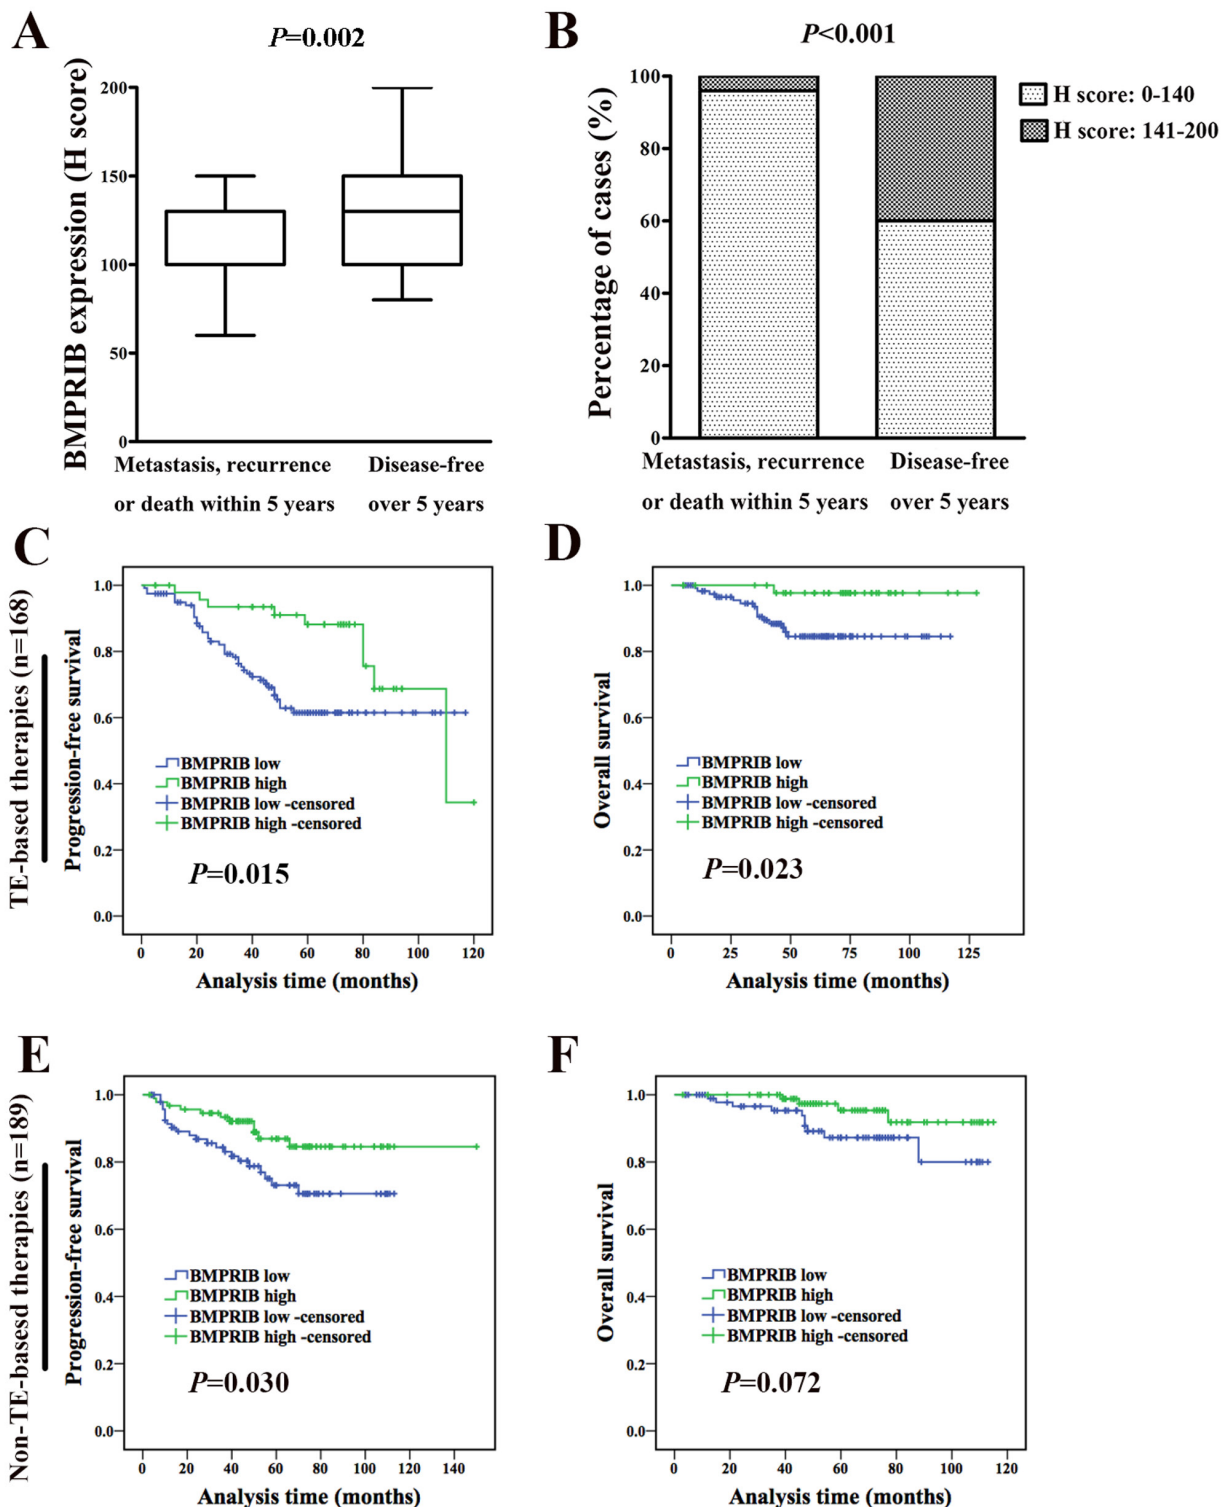 A
P=0.002
BMPRIB expression (H score)
200
150
100
50
0
Metastasis, recurrence
or death within 5 years
Disease-free
over 5 years
B
P<0.001
Percentage of cases (%)
100
80
60
40
20
0
H score: 0-140
H score: 141-200
Metastasis, recurrence
or death within 5 years
Disease-free
over 5 years
TE-based therapies (n=168)
C
Progression-free survival
1.0
0.8
0.6
0.4
0.2
0.0
BMPRIB low
BMPRIB high
BMPRIB low -censored
BMPRIB high -censored
P=0.015
0 20 40 60 80 100 120
Analysis time (months)
D
Overall survival
1.0
0.8
0.6
0.4
0.2
0.0
BMPRIB low
BMPRIB high
BMPRIB low -censored
BMPRIB high -censored
P=0.023
0 25 50 75 100 125
Analysis time (months)
Non-TE-basesd therapies (n=189)
E
Progression-free survival
1.0
0.8
0.6
0.4
0.2
0.0
BMPRIB low
BMPRIB high
BMPRIB low -censored
BMPRIB high -censored
P=0.030
0 20 40 60 80 100 120 140
Analysis time (months)
F
Overall survival
1.0
0.8
0.6
0.4
0.2
0.0
BMPRIB low
BMPRIB high
BMPRIB low -censored
BMPRIB high -censored
P=0.072
0 20 40 60 80 100 120
Analysis time (months)